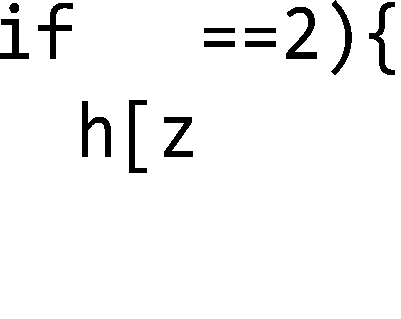 if   ==2){
  h[z